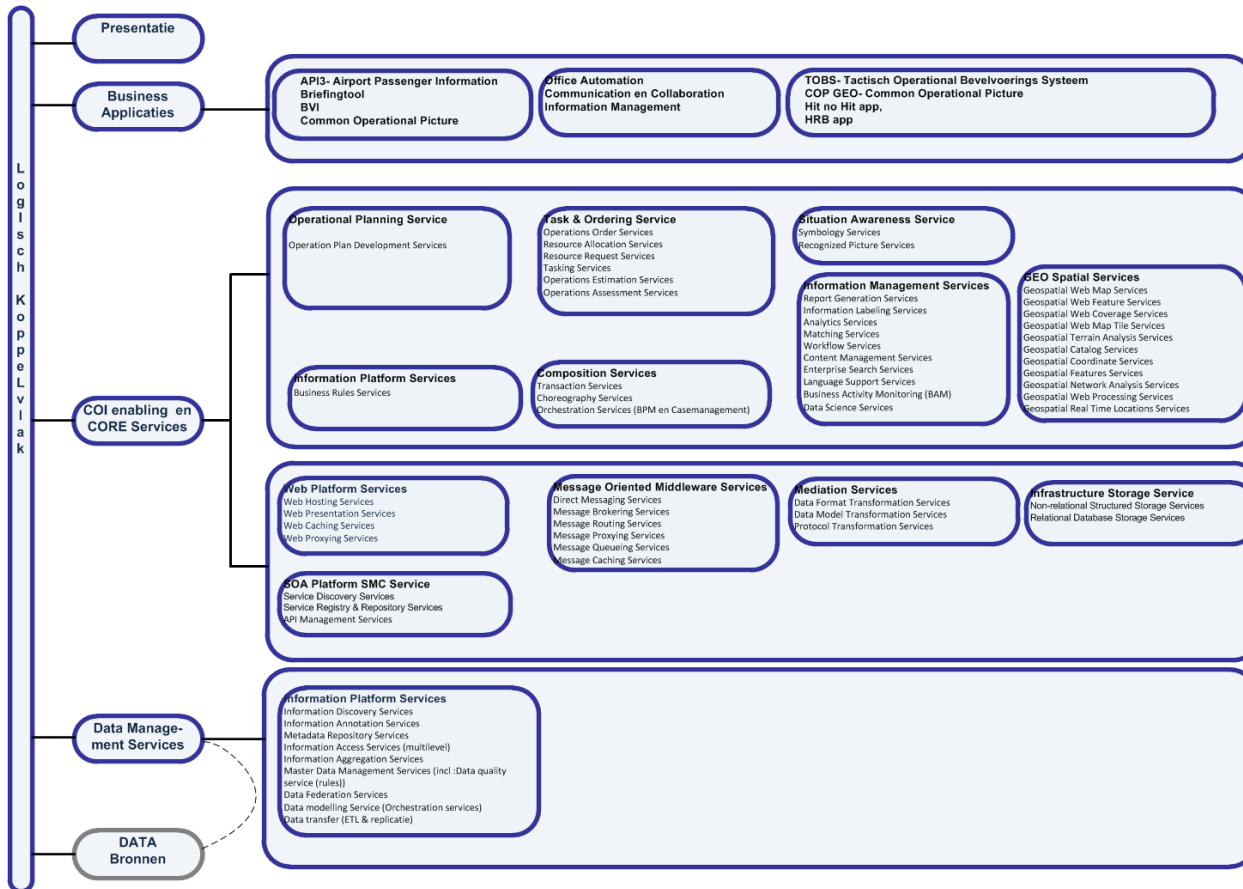 LogIsch KoppeLvlak
Presentatie
Business
Applicaties
API3- Airport Passenger Information
Briefingtool
BVI
Common Operational Picture
Office Automation
Communication en Collaboration
Information Management
TOBS- Tactisch Operational Bevelvoerings Systeem
COP GEO- Common Operational Picture
Hit no Hit app,
HRB app
COI enabling en
CORE Services
Operational Planning Service
Operation Plan Development Services
Task & Ordering Service
Operations Order Services
Resource Allocation Services
Resource Request Services
Tasking Services
Operations Estimation Services
Operations Assessment Services
Situation Awareness Service
Symbology Services
Recognized Picture Services
Information Management Services
Report Generation Services
Information Labeling Services
Analytics Services
Matching Services
Workflow Services
Content Management Services
Enterprise Search Services
Language Support Services
Business Activity Monitoring (BAM)
Data Science Services
GEO Spatial Services
Geospatial Web Map Services
Geospatial Web Feature Services
Geospatial Web Coverage Services
Geospatial Web Map Tile Services
Geospatial Terrain Analysis Services
Geospatial Catalog Services
Geospatial Coordinate Services
Geospatial Features Services
Geospatial Network Analysis Services
Geospatial Web Processing Services
Geospatial Real Time Locations Services
Information Platform Services
Business Rules Services
Composition Services
Transaction Services
Choreography Services
Orchestration Services (BPM en Casemanagement)
Web Platform Services
Web Hosting Services
Web Presentation Services
Web Caching Services
Web Proxying Services
Message Oriented Middleware Services
Direct Messaging Services
Message Brokering Services
Message Routing Services
Message Proxying Services
Message Queueing Services
Message Caching Services
Mediation Services
Data Format Transformation Services
Data Model Transformation Services
Protocol Transformation Services
Infrastructure Storage Service
Non-relational Structured Storage Services
Relational Database Storage Services
SOA Platform SMC Service
Service Discovery Services
Service Registry & Repository Services
API Management Services
Data Manage-
ment Services
Information Platform Services
Information Discovery Services
Information Annotation Services
Metadata Repository Services
Information Access Services (multilevel)
Information Aggregation Services
Master Data Management Services (incl :Data quality
service (rules))
Data Federation Services
Data modelling Service (Orchestration services)
Data transfer (ETL & replicatie)
DATA
Bronnen